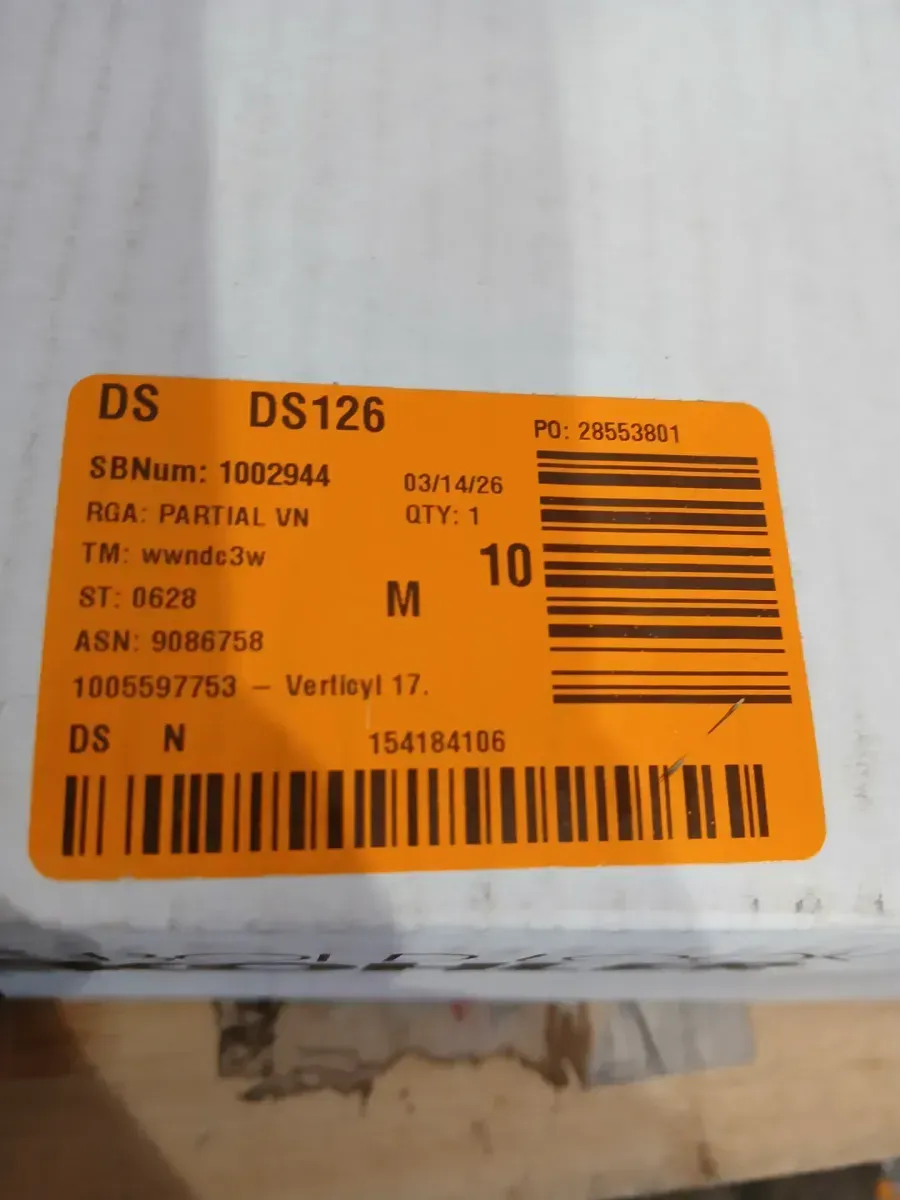 DS DS126
PO: 28553801
SBNum: 1002944 03/14/26
RGA: PARTIAL VN QTY: 1
TM: wwndc3w 10
ST: 0628 M
ASN: 9086758
1005597753 – Verticyl 17.
DS N 154184106